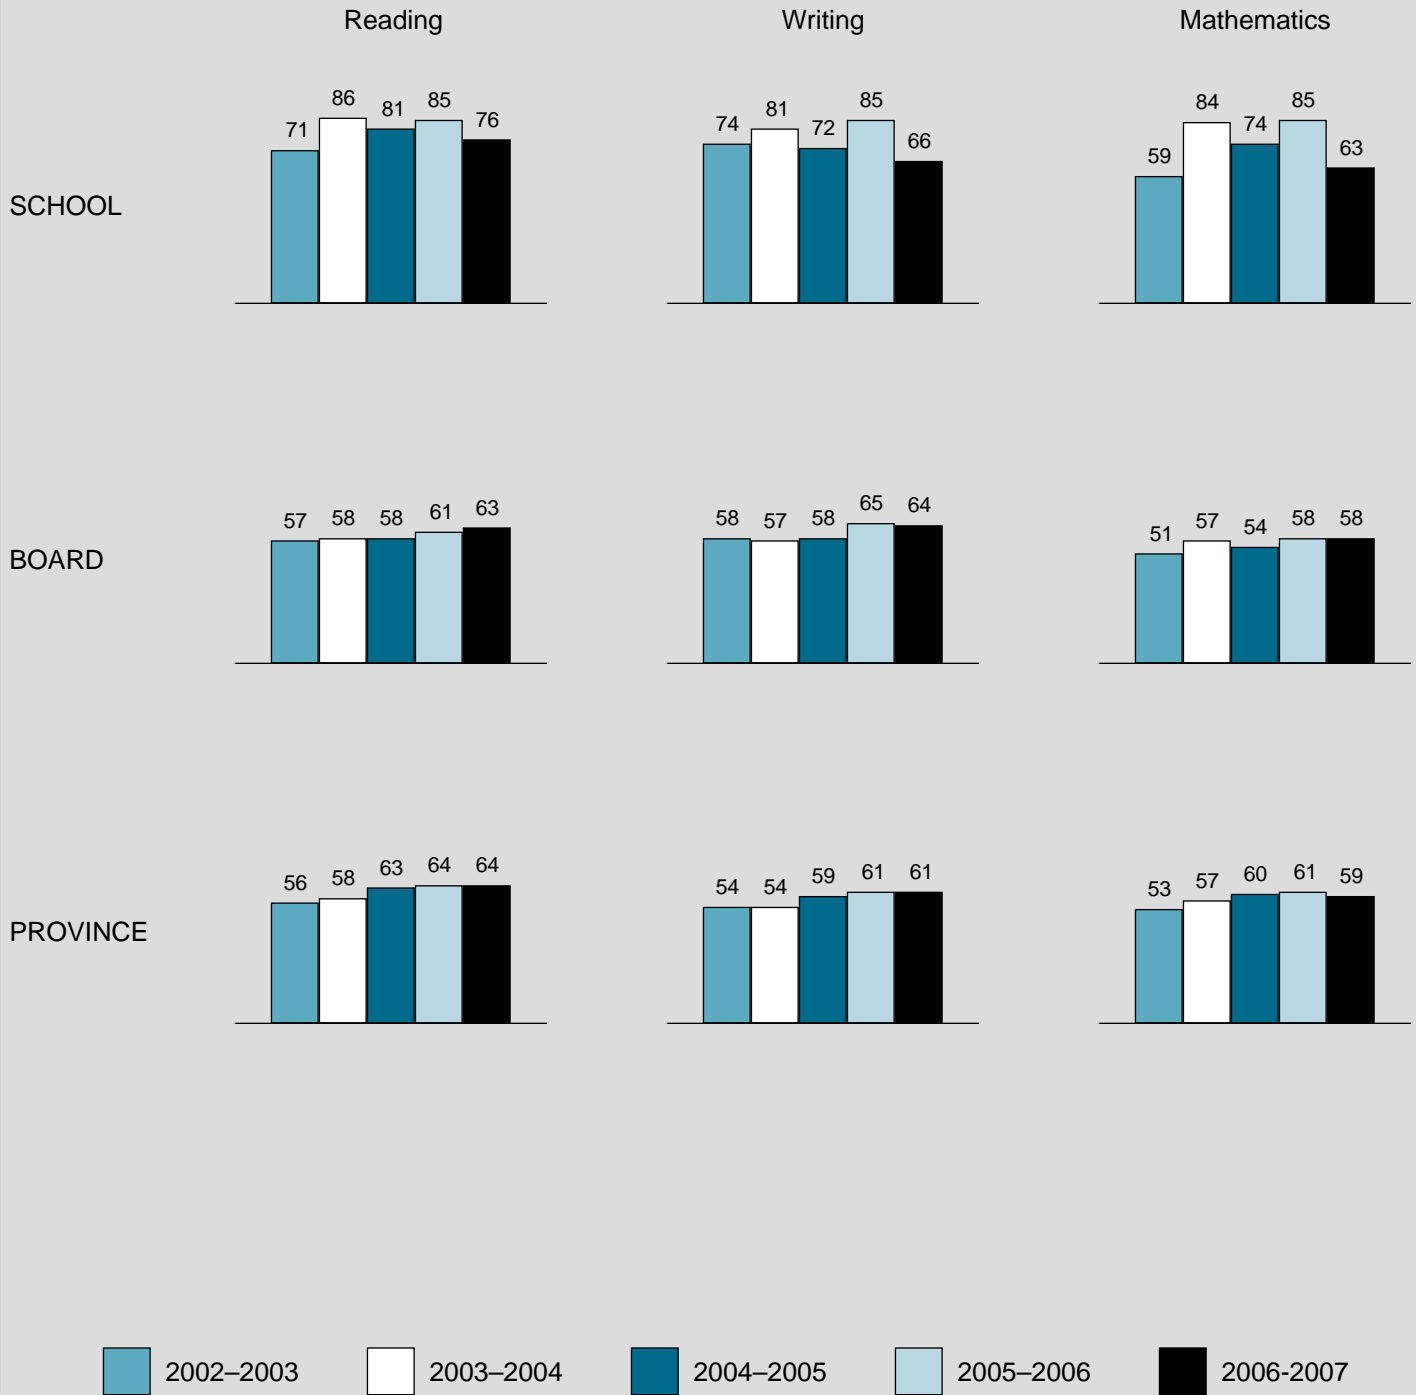 Reading Writing Mathematics
SCHOOL
71 86 81 85 76
74 81 72 85 66
59 84 74 85 63
BOARD
57 58 58 61 63
58 57 58 65 64
51 57 54 58 58
PROVINCE
56 58 63 64 64
54 54 59 61 61
53 57 60 61 59
2002–2003 2003–2004 2004–2005 2005–2006 2006-2007